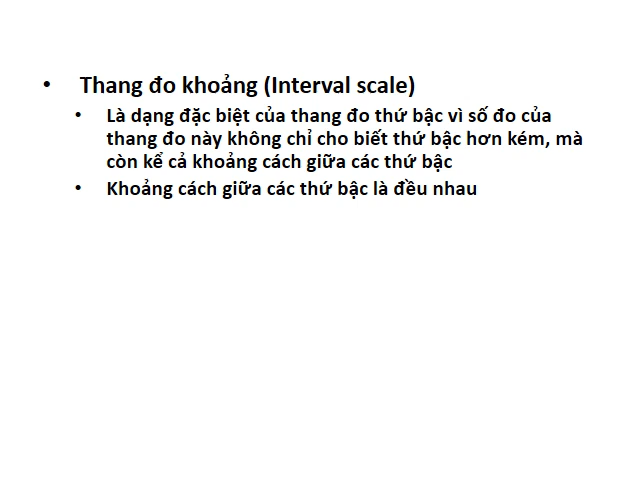 • Thang đo khoảng (Interval scale)
• Là dạng đặc biệt của thang đo thứ bậc vì số đo của
thang đo này không chỉ cho biết thứ bậc hơn kém, mà
còn kể cả khoảng cách giữa các thứ bậc
• Khoảng cách giữa các thứ bậc là đều nhau